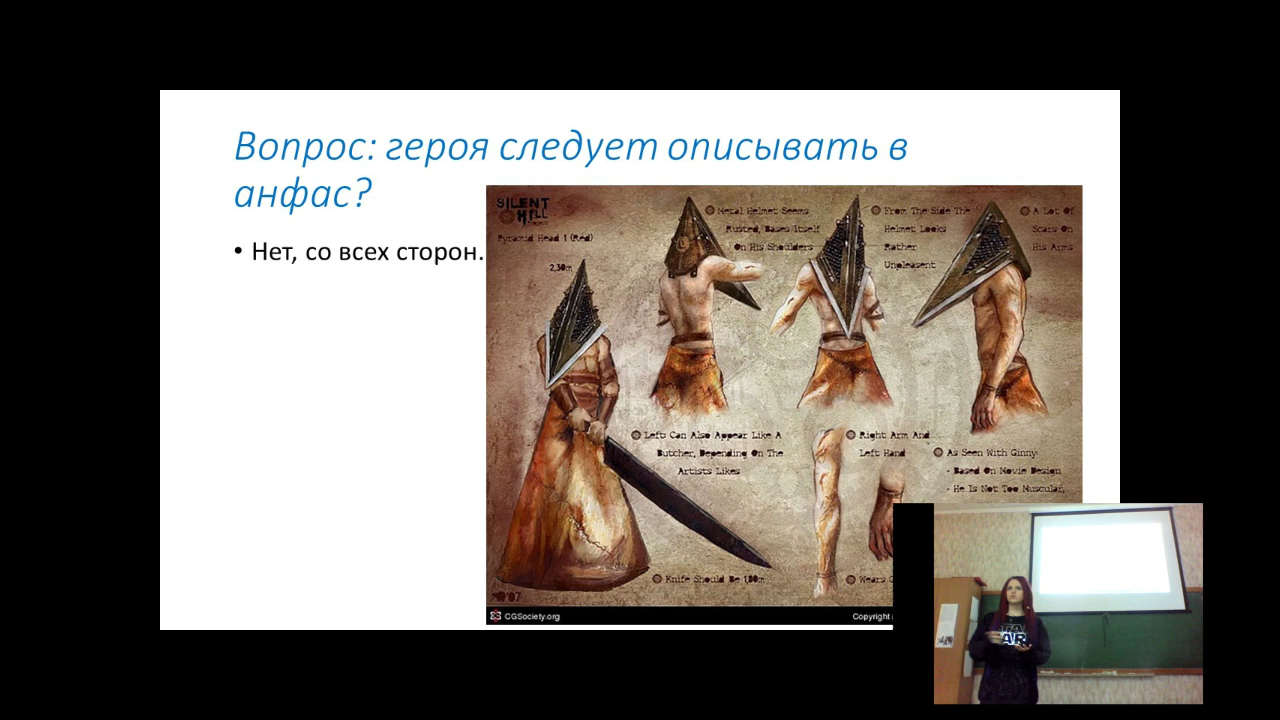 Вопрос: героя следует описывать в
анфас?
• Нет, со всех сторон.
SILENT
HILL
Pyramid Head 1 (Red)
2,30m
Metal Helmet Seems
Rusted, Bases Itself
On His Shoulders
From The Side The
Helmet Looks
Rather
Unpleasent
A Lot Of
Scars On
His Arms
Left: Can Also Appear Like A
Butcher, Depending On The
Artists Likes
Right Arm And
Left Hand
As Seen With Ginny:
- Based On Movie Design
- He Is Not Too Muscular,
Knife Should Be 1,80m
Wears
'07
CGSociety.org
Copyright
STAR
WARS